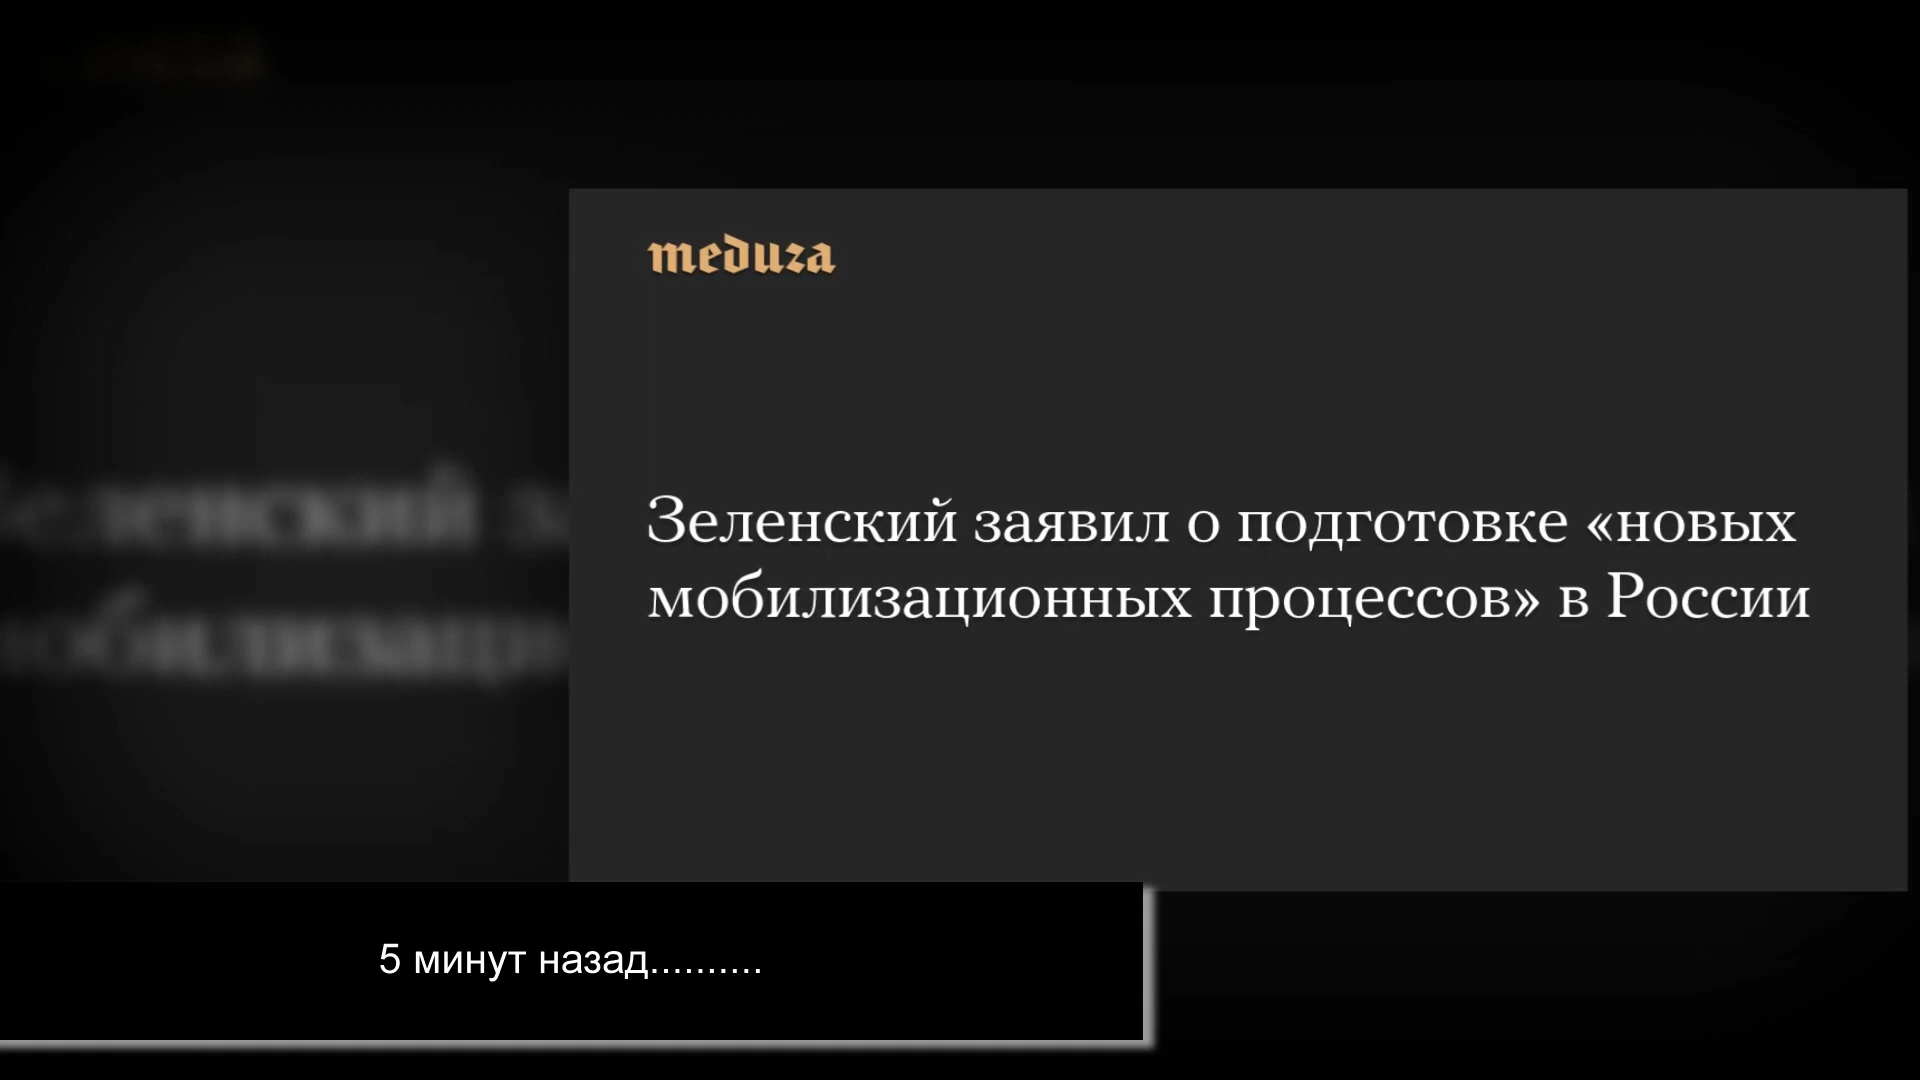 meduza
Зеленский заявил о подготовке «новых
мобилизационных процессов» в России
5 минут назад..........